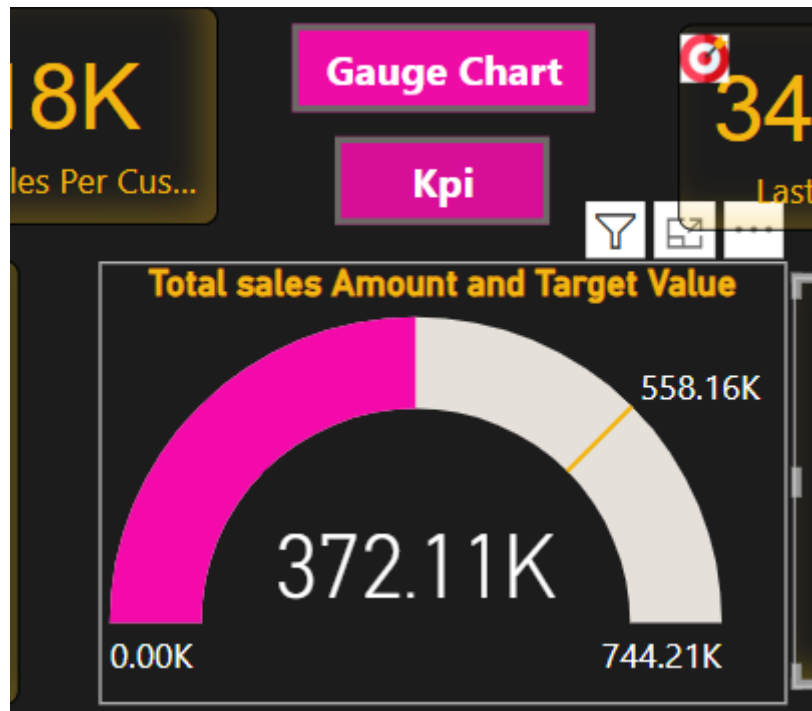 18K
les Per Cus...
Gauge Chart
Kpi
34
Last
Total sales Amount and Target Value
558.16K
372.11K
0.00K
744.21K